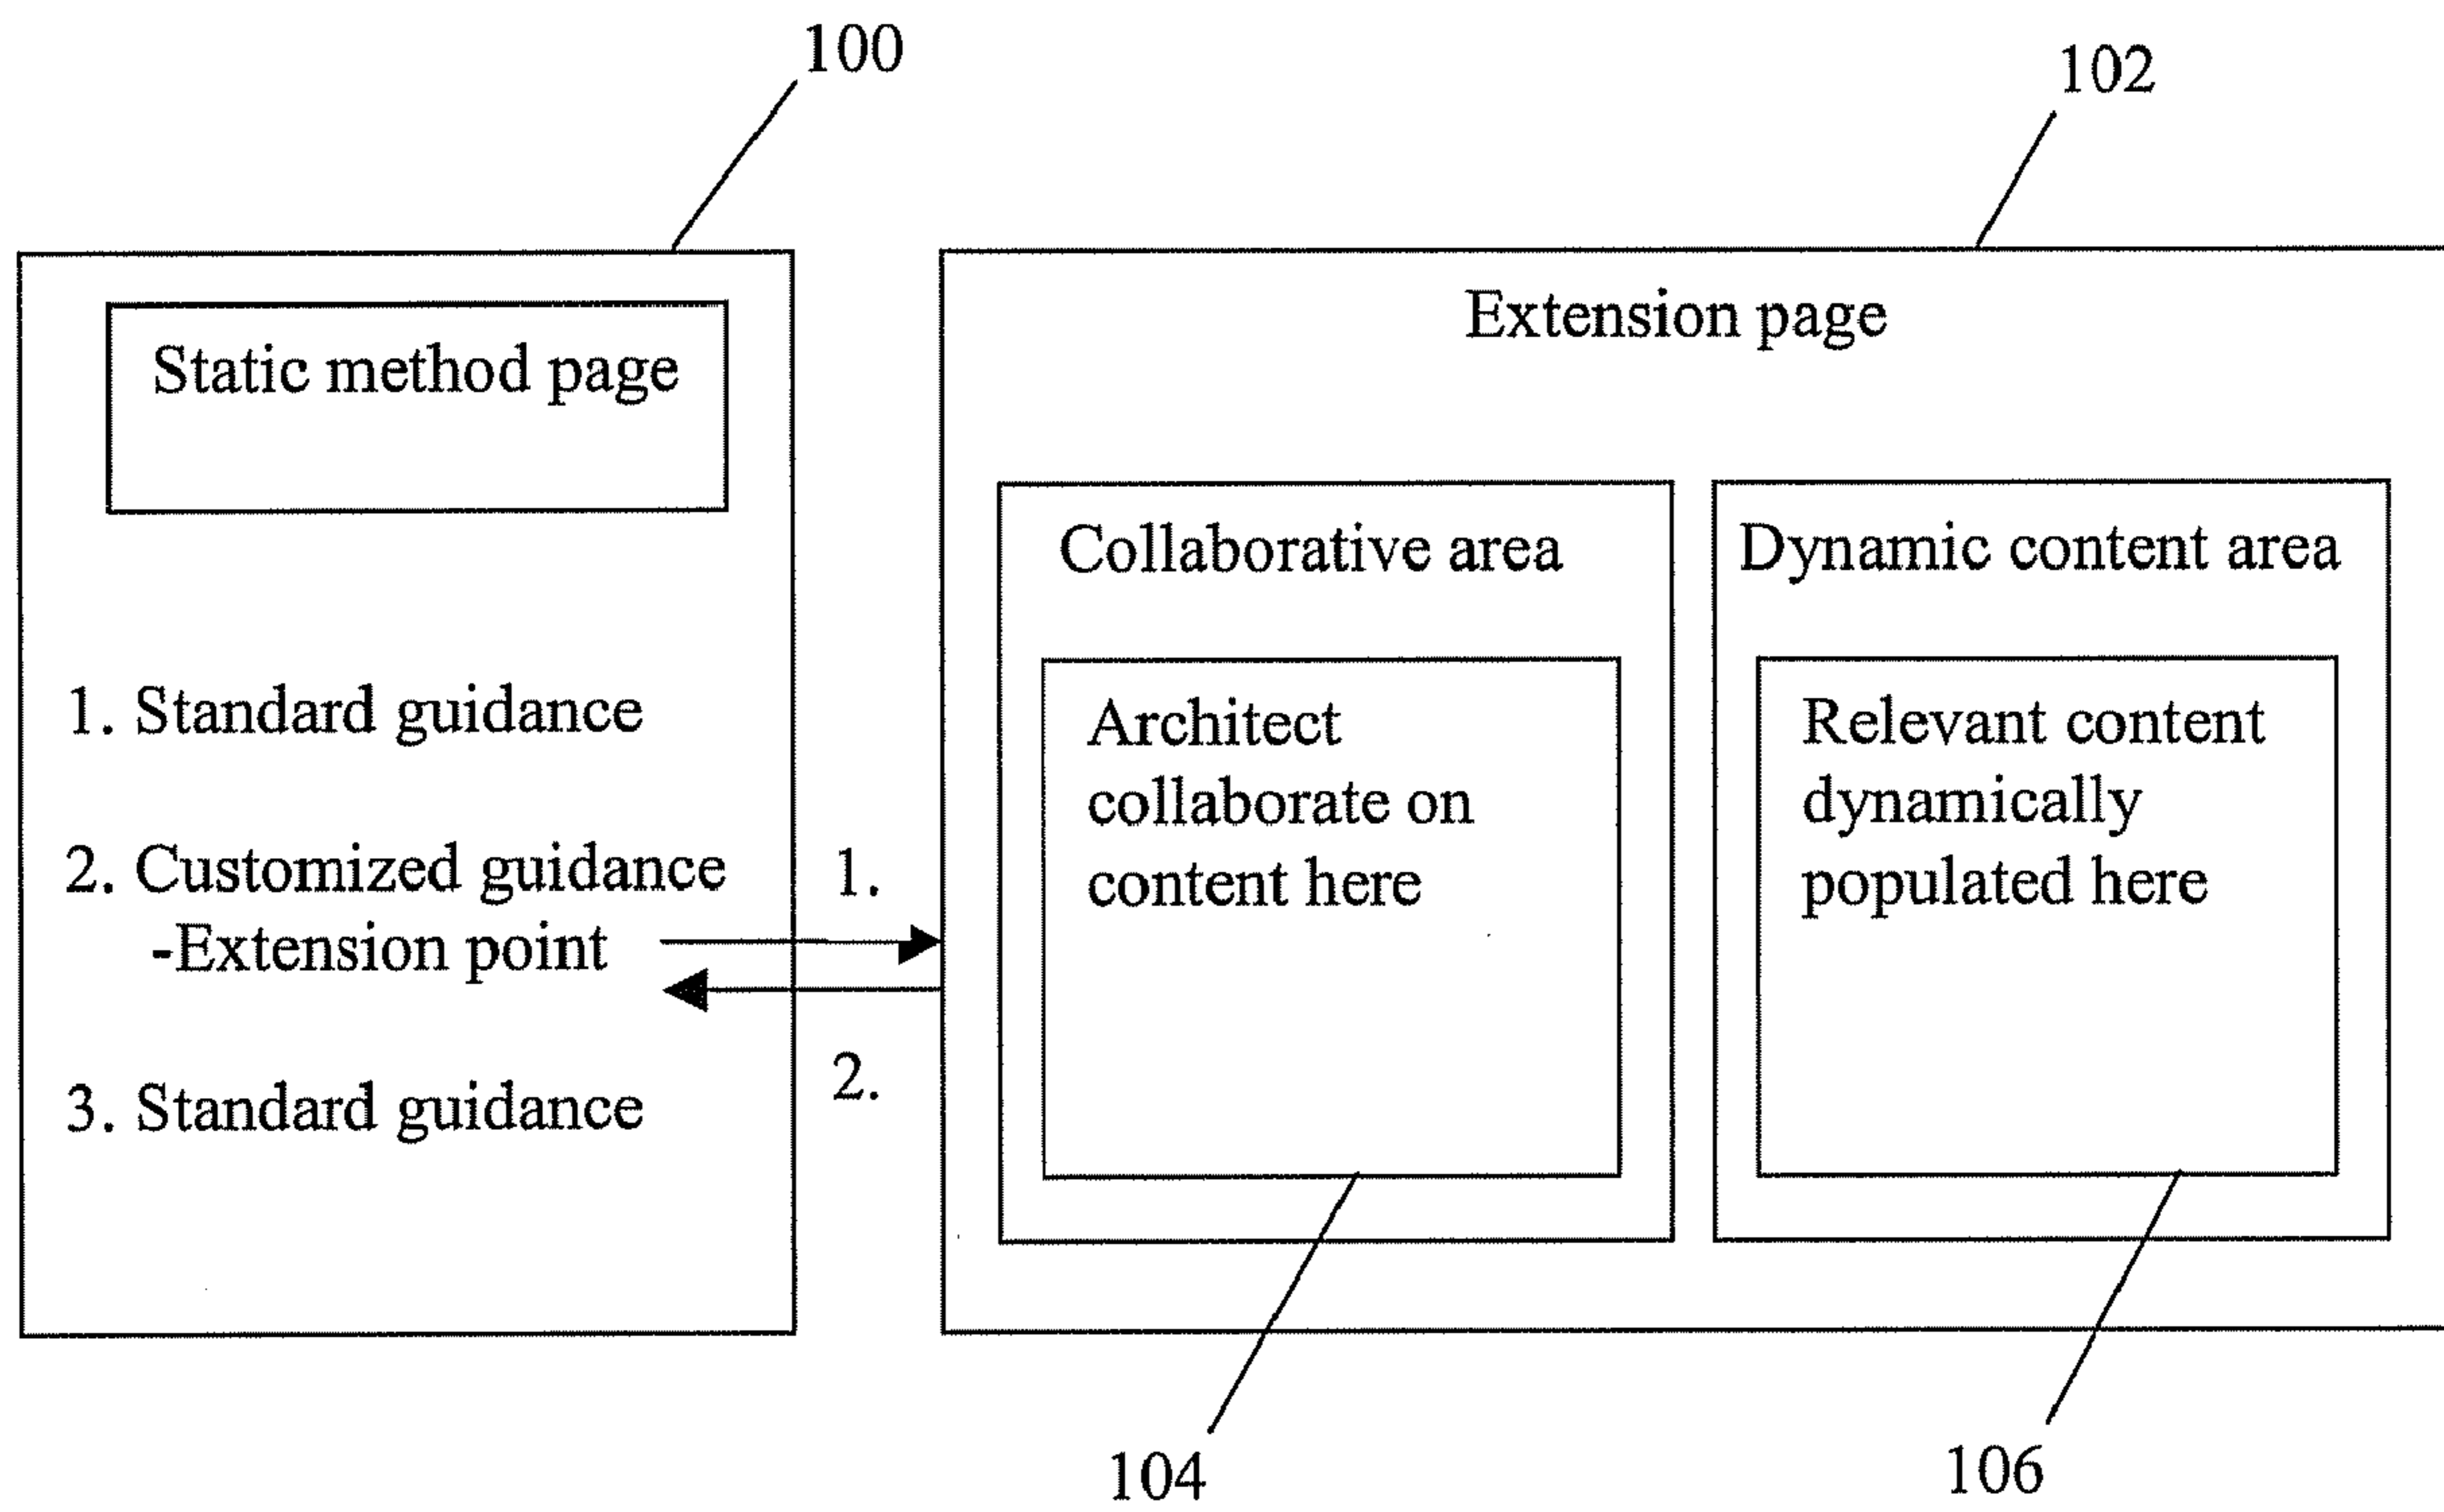 100
102
Static method page
1. Standard guidance
2. Customized guidance
-Extension point
3. Standard guidance
1.
2.
Extension page
Collaborative area
Architect
collaborate on
content here
Dynamic content area
Relevant content
dynamically
populated here
104
106